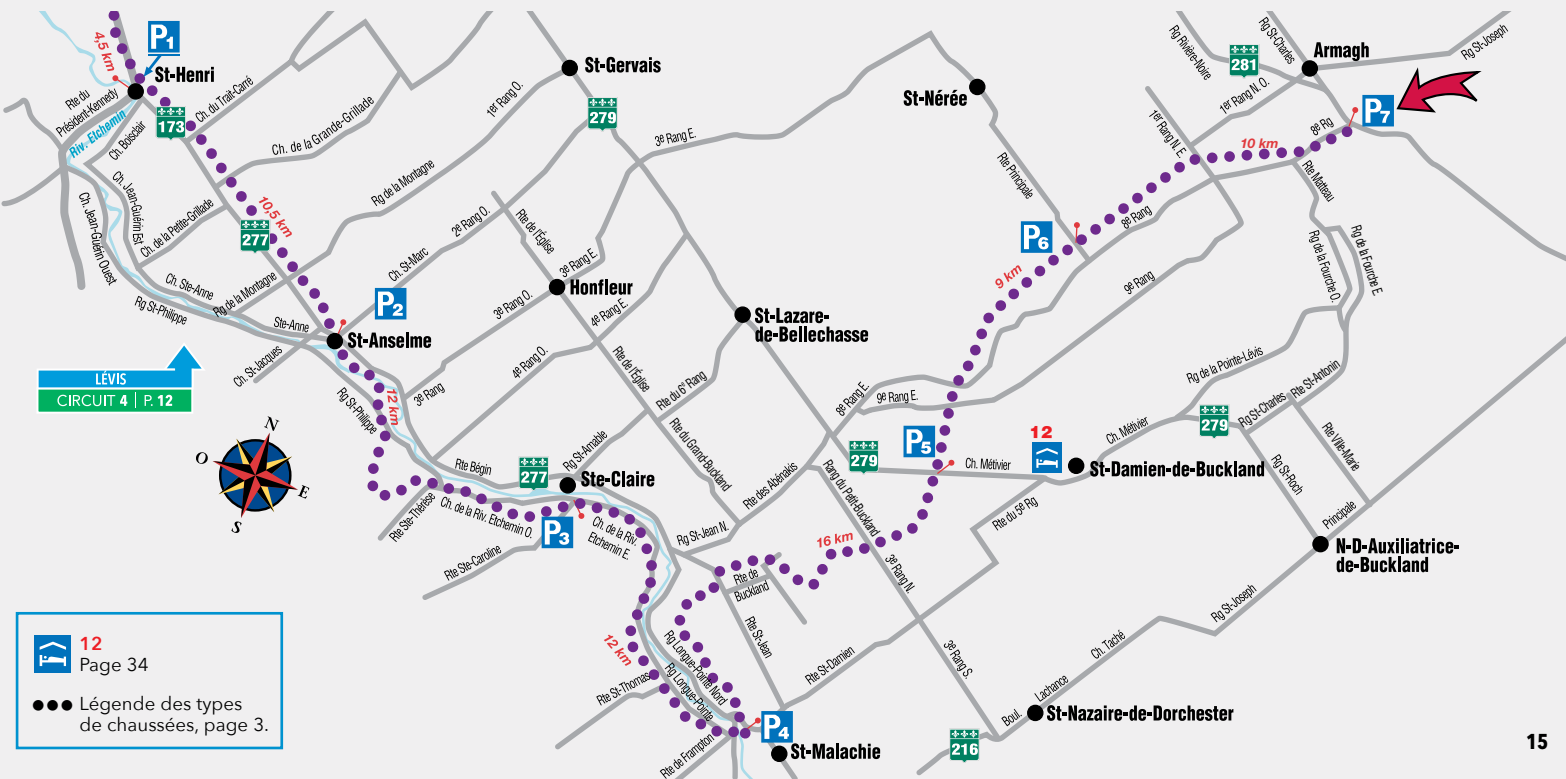 4,5 km
P1
St-Henri
Rte du
Président-Kennedy
Riv. Etchemin
Ch. Boisclair
173
Ch. du Trait-Carré
Ch. de la Grande-Grillade
1er Rang O.
St-Gervais
279
3e Rang E.
St-Nérée
Rte Principale
Rg Rivière-Noire
Rg St-Charles
281
Armagh
Rg St-Joseph
1er Rang N. O.
1er Rang N. E.
P7
8e Rg
10 km
Rte Matteau
Ch. Jean-Guérin Ouest
Ch. Jean-Guérin Est
Ch. de la Petite-Grillade
10,5 km
277
Rg de la Montagne
Rg de la Montagne
Ch. Ste-Anne
Rg St-Philippe
Ste-Anne
Ch. St-Jacques
Ch. St-Marc
2e Rang O.
Rte de l'Église
P2
St-Anselme
3e Rang E.
Honfleur
3e Rang O.
4e Rang E.
4e Rang O.
3e Rang
12 km
Rg St-Philippe
St-Lazare-
de-Bellechasse
Rte de l'Église
Rte du 6e Rang
P6
9 km
8e Rang
9e Rang
Rg de la Fourche O.
Rg de la Fourche E.
8e Rang E.
9e Rang E.
Rg de la Pointe-Lévis
Rte St-Antonin
Rg St-Charles
LÉVIS
CIRCUIT 4 | P. 12
N
O
E
S
Rte Bégin
277
Rg St-Amable
Ste-Claire
Rte du Grand-Buckland
Rte des Abénakis
Rang du Petit-Buckland
279
P5
Ch. Métivier
12
St-Damien-de-Buckland
Ch. Métivier
279
Rg St-Roch
Rte Ville-Marie
Principale
N-D-Auxiliatrice-
de-Buckland
Rte Ste-Thérèse
Ch. de la Riv. Etchemin O.
P3
Ch. de la Riv.
Etchemin E.
Rte Ste-Caroline
Rg St-Jean N.
16 km
Rte du 5e Rg
Rte de
Buckland
3e Rang N.
Rte St-Jean
12 km
Rg Longue-Pointe Nord
Rg Longue-Pointe
Rte St-Thomas
Rte St-Damien
3e Rang S.
Rg St-Joseph
Ch. Taché
Lachance
Boul.
St-Nazaire-de-Dorchester
216
P4
St-Malachie
Rte de Frampton
12
Page 34
Légende des types
de chaussées, page 3.
15